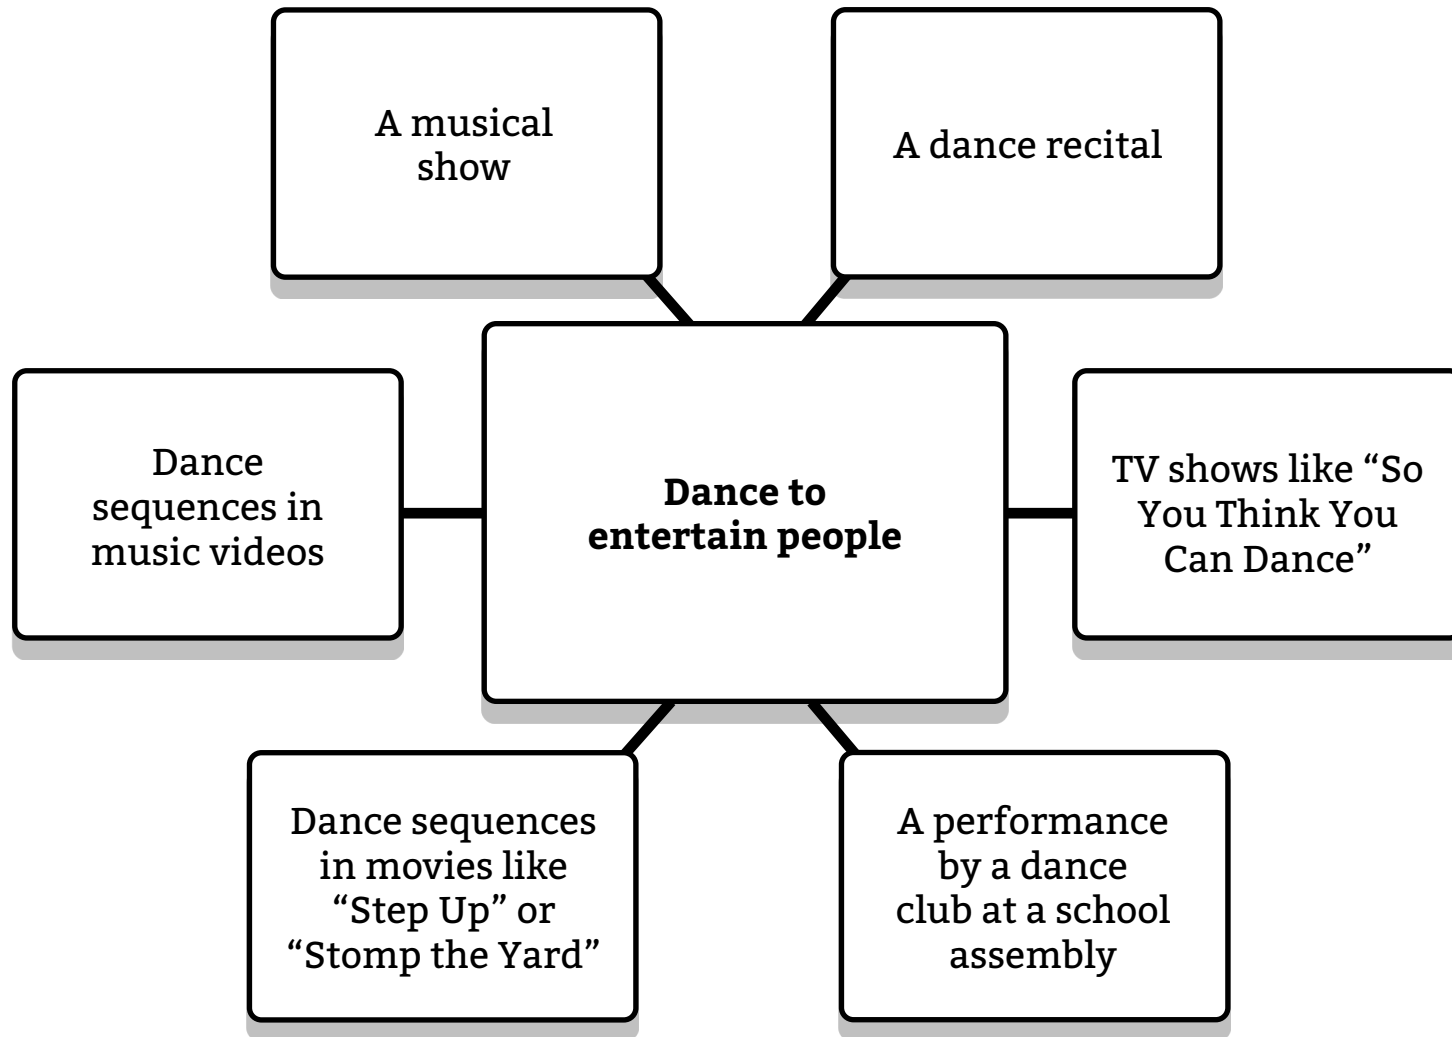 A musical
show
A dance recital
Dance
sequences in
music videos
Dance to
entertain people
TV shows like “So
You Think You
Can Dance”
Dance sequences
in movies like
“Step Up” or
“Stomp the Yard”
A performance
by a dance
club at a school
assembly